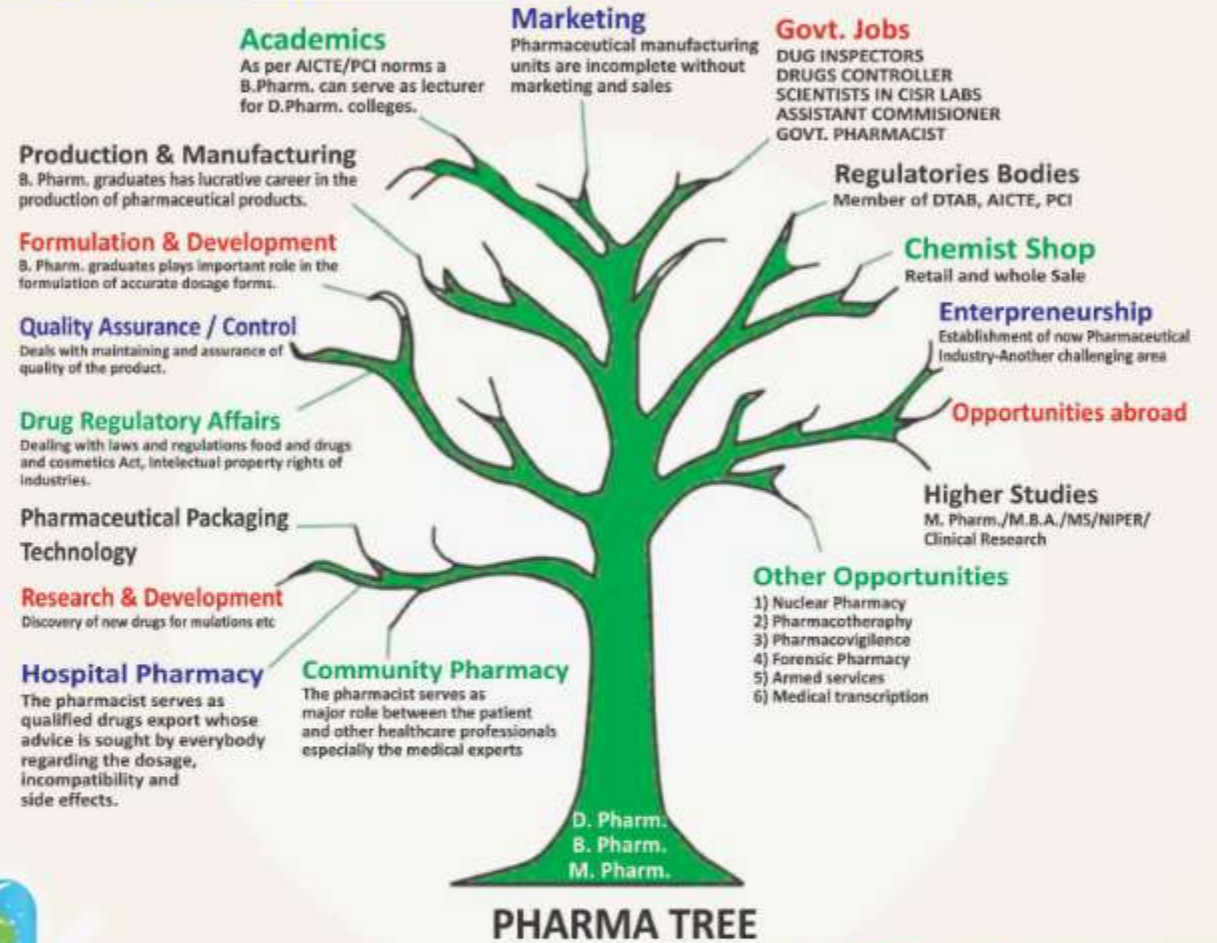 Academics
As per AICTE/PCI norms a
B.Pharm. can serve as lecturer
for D.Pharm. colleges.
Marketing
Pharmaceutical manufacturing
units are incomplete without
marketing and sales
Govt. Jobs
DUG INSPECTORS
DRUGS CONTROLLER
SCIENTISTS IN CISR LABS
ASSISTANT COMMISIONER
GOVT. PHARMACIST
Production & Manufacturing
B. Pharm. graduates has lucrative career in the
production of pharmaceutical products.
Regulatories Bodies
Member of DTAB, AICTE, PCI
Formulation & Development
B. Pharm. graduates plays important role in the
formulation of accurate dosage forms.
Chemist Shop
Retail and whole Sale
Quality Assurance / Control
Deals with maintaining and assurance of
quality of the product.
Enterpreneurship
Establishment of now Pharmaceutical
Industry-Another challenging area
Drug Regulatory Affairs
Dealing with laws and regulations food and drugs
and cosmetics Act, Intelectual property rights of
Industries.
Opportunities abroad
Pharmaceutical Packaging
Technology
Higher Studies
M. Pharm./M.B.A./MS/NIPER/
Clinical Research
Research & Development
Discovery of new drugs for mulations etc
Other Opportunities
1) Nuclear Pharmacy
2) Pharmacotheraphy
3) Pharmacovigilence
4) Forensic Pharmacy
5) Armed services
6) Medical transcription
Hospital Pharmacy
The pharmacist serves as
qualified drugs export whose
advice is sought by everybody
regarding the dosage,
incompatibility and
side effects.
Community Pharmacy
The pharmacist serves as
major role between the patient
and other healthcare professionals
especially the medical experts
D. Pharm.
B. Pharm.
M. Pharm.
PHARMA TREE